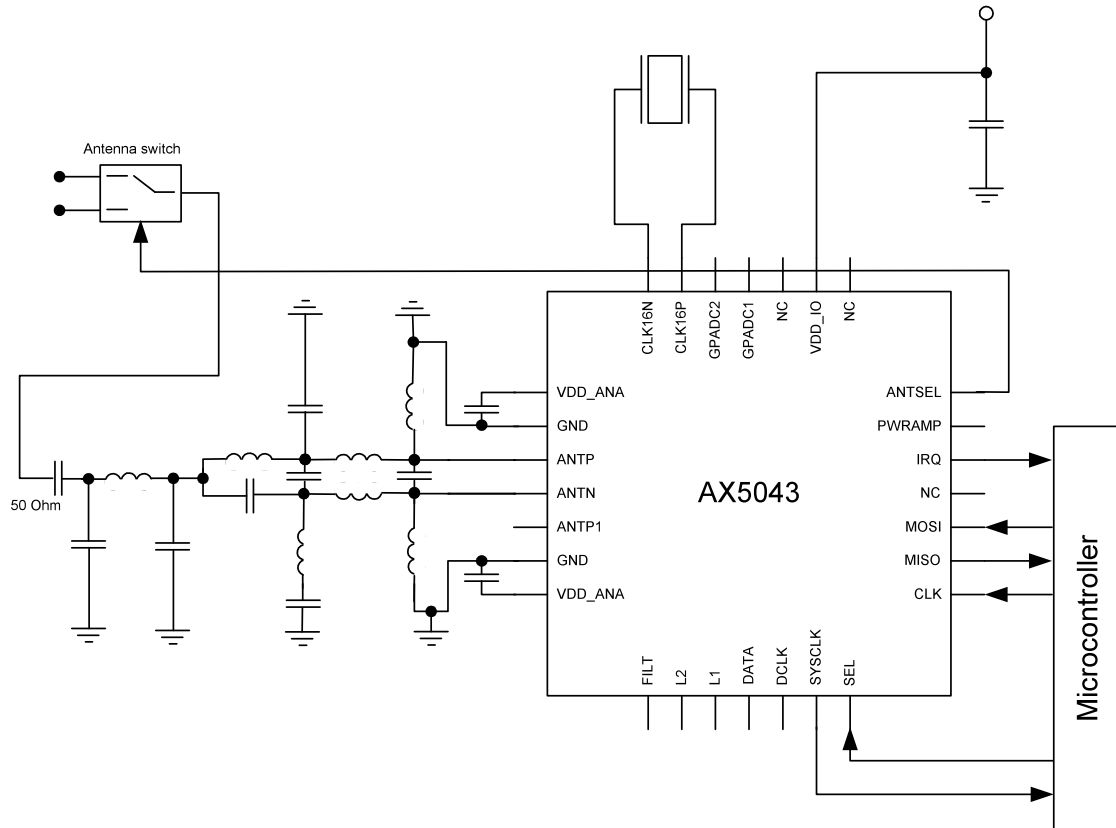 Antenna switch
CLK16N
CLK16P
GPADC2
GPADC1
NC
VDD_IO
NC
VDD_ANA
GND
ANTP
ANTN
ANTP1
GND
VDD_ANA
ANTSEL
PWRAMP
IRQ
NC
MOSI
MISO
CLK
AX5043
50 Ohm
FILT
L2
L1
DATA
DCLK
SYSCLK
SEL
Microcontroller